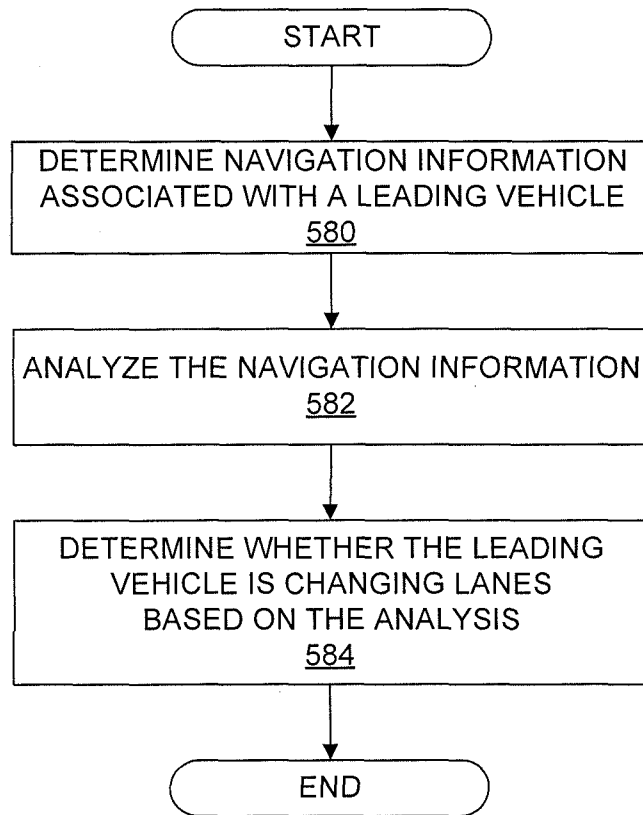 START
DETERMINE NAVIGATION INFORMATION
ASSOCIATED WITH A LEADING VEHICLE
580
ANALYZE THE NAVIGATION INFORMATION
582
DETERMINE WHETHER THE LEADING
VEHICLE IS CHANGING LANES
BASED ON THE ANALYSIS
584
END